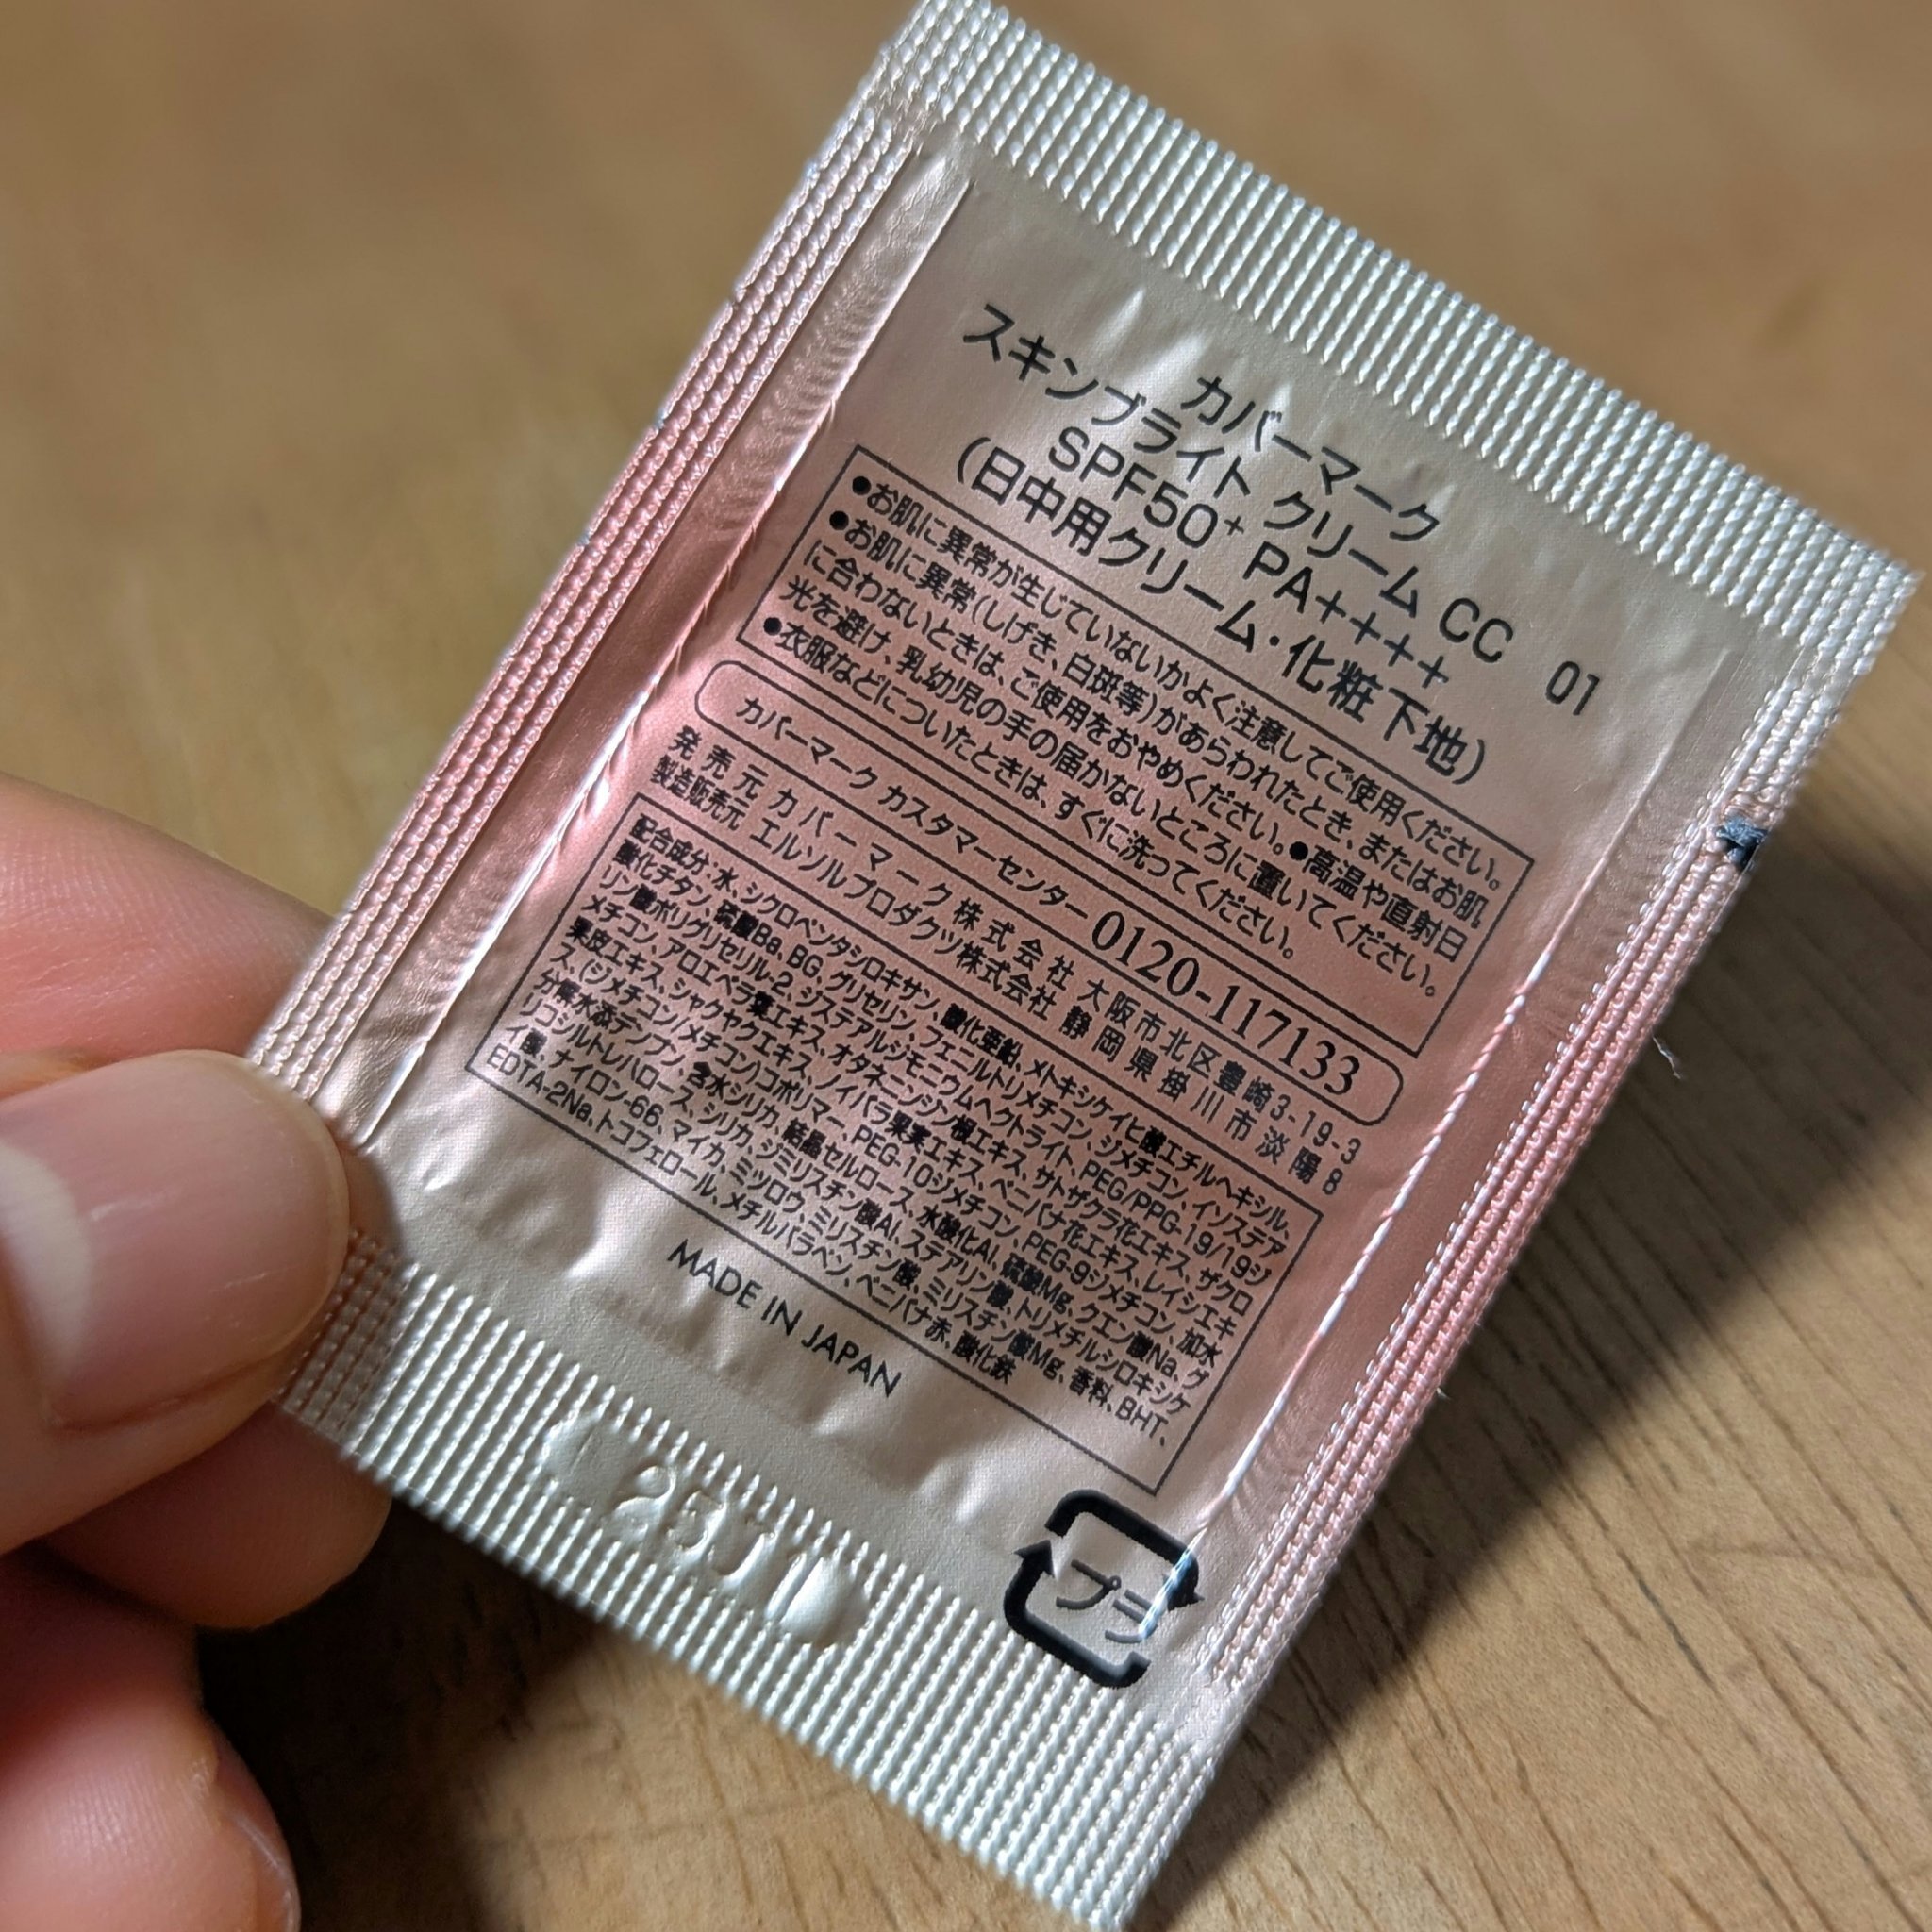 カバーマーク
スキンブライト クリーム CC 01
SPF50+ PA++++
(日中用クリーム・化粧下地)
●お肌に異常が生じていないかよく注意してご使用ください。
●お肌に異常(しげき、白斑等)があらわれたとき、またはお肌
に合わないときは、ご使用をおやめください。●高温や直射日
光を避け、乳幼児の手の届かないところに置いてください。
●衣服などについたときは、すぐに洗ってください。
カバーマーク カスタマーセンター 0120-117133
発売元 カバーマーク株式会社 大阪市北区豊崎3-19-3
製造販売元 エルソルプロダクツ株式会社 静岡県掛川市淡陽8
配合成分:水、シクロペンタシロキサン、酸化亜鉛、メトキシケイヒ酸エチルヘキシル、
酸化チタン、硫酸Ba、BG、グリセリン、フェニルトリメチコン、ジメチコン、イソステア
リン酸ポリグリセリル-2、ジステアルジモニウムヘクトライト、PEG/PPG-19/19ジ
メチコン、アロエベラ葉エキス、オタネニンジン根エキス、サトザクラ花エキス、ザクロ
果皮エキス、シャクヤクエキス、ノイバラ果実エキス、ベニバナ花エキス、レイシエキ
ス、(ジメチコン/メチコン)コポリマー、PEG-10ジメチコン、PEG-9ジメチコン、加水
分解水添デンプン、含水シリカ、結晶セルロース、水酸化Al、硫酸Mg、クエン酸Na、グ
リコシルトレハロース、シリカ、ジミリスチン酸Al、ステアリン酸、トリメチルシロキシケ
イ酸、ナイロン-66、マイカ、ミツロウ、ミリスチン酸、ミリスチン酸Mg、香料、BHT、
EDTA-2Na、トコフェロール、メチルパラベン、ベニバナ赤、酸化鉄
MADE IN JAPAN
プラ